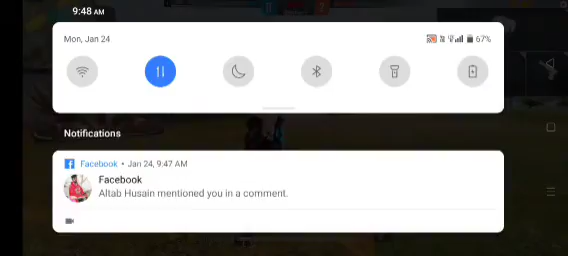 9:48 AM
Mon, Jan 24
67%
Notifications
Facebook • Jan 24, 9:47 AM
Facebook
Altab Husain mentioned you in a comment.